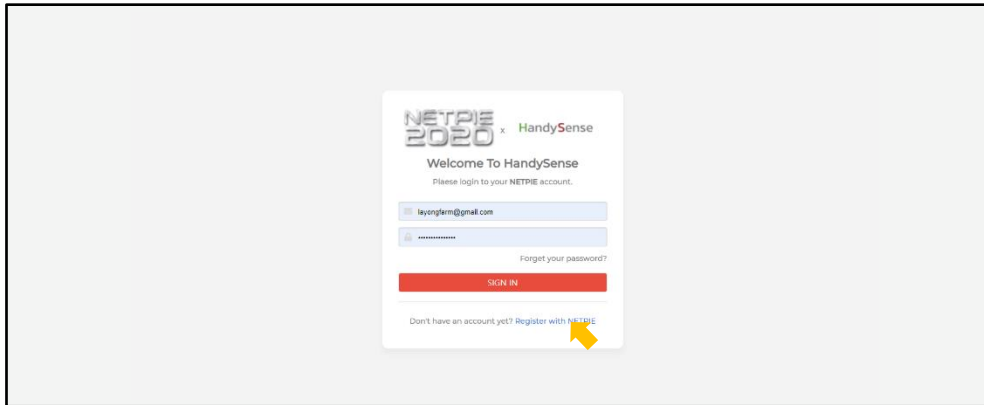 NETPIE
2020 x HandySense
Welcome To HandySense
Plaese login to your NETPIE account.
layongfarm@gmail.com
Forget your password?
SIGN IN
Don't have an account yet? Register with NETPIE